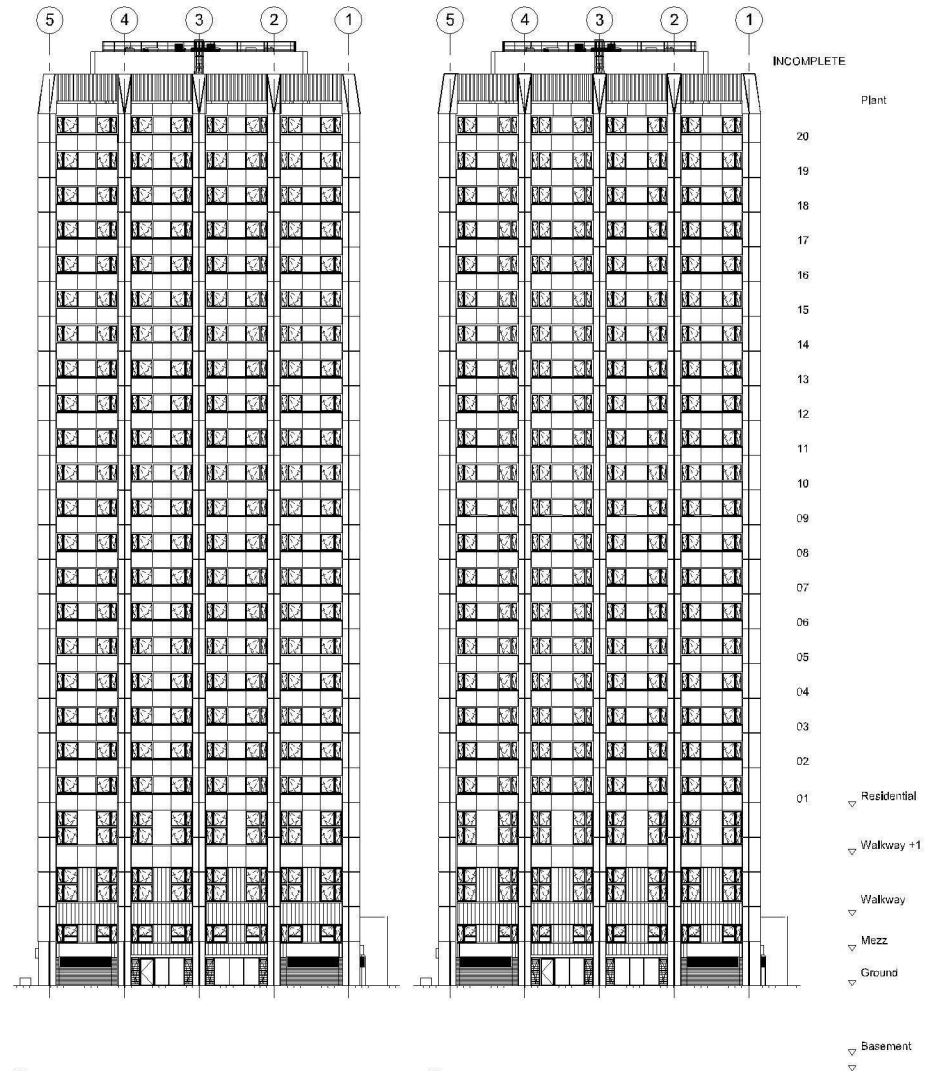 5 4 3 2 1 5 4 3 2 1
INCOMPLETE
Plant
20
19
18
17
16
15
14
13
12
11
10
09
08
07
06
05
04
03
02
01 Residential
Walkway +1
Walkway
Mezz
Ground
Basement